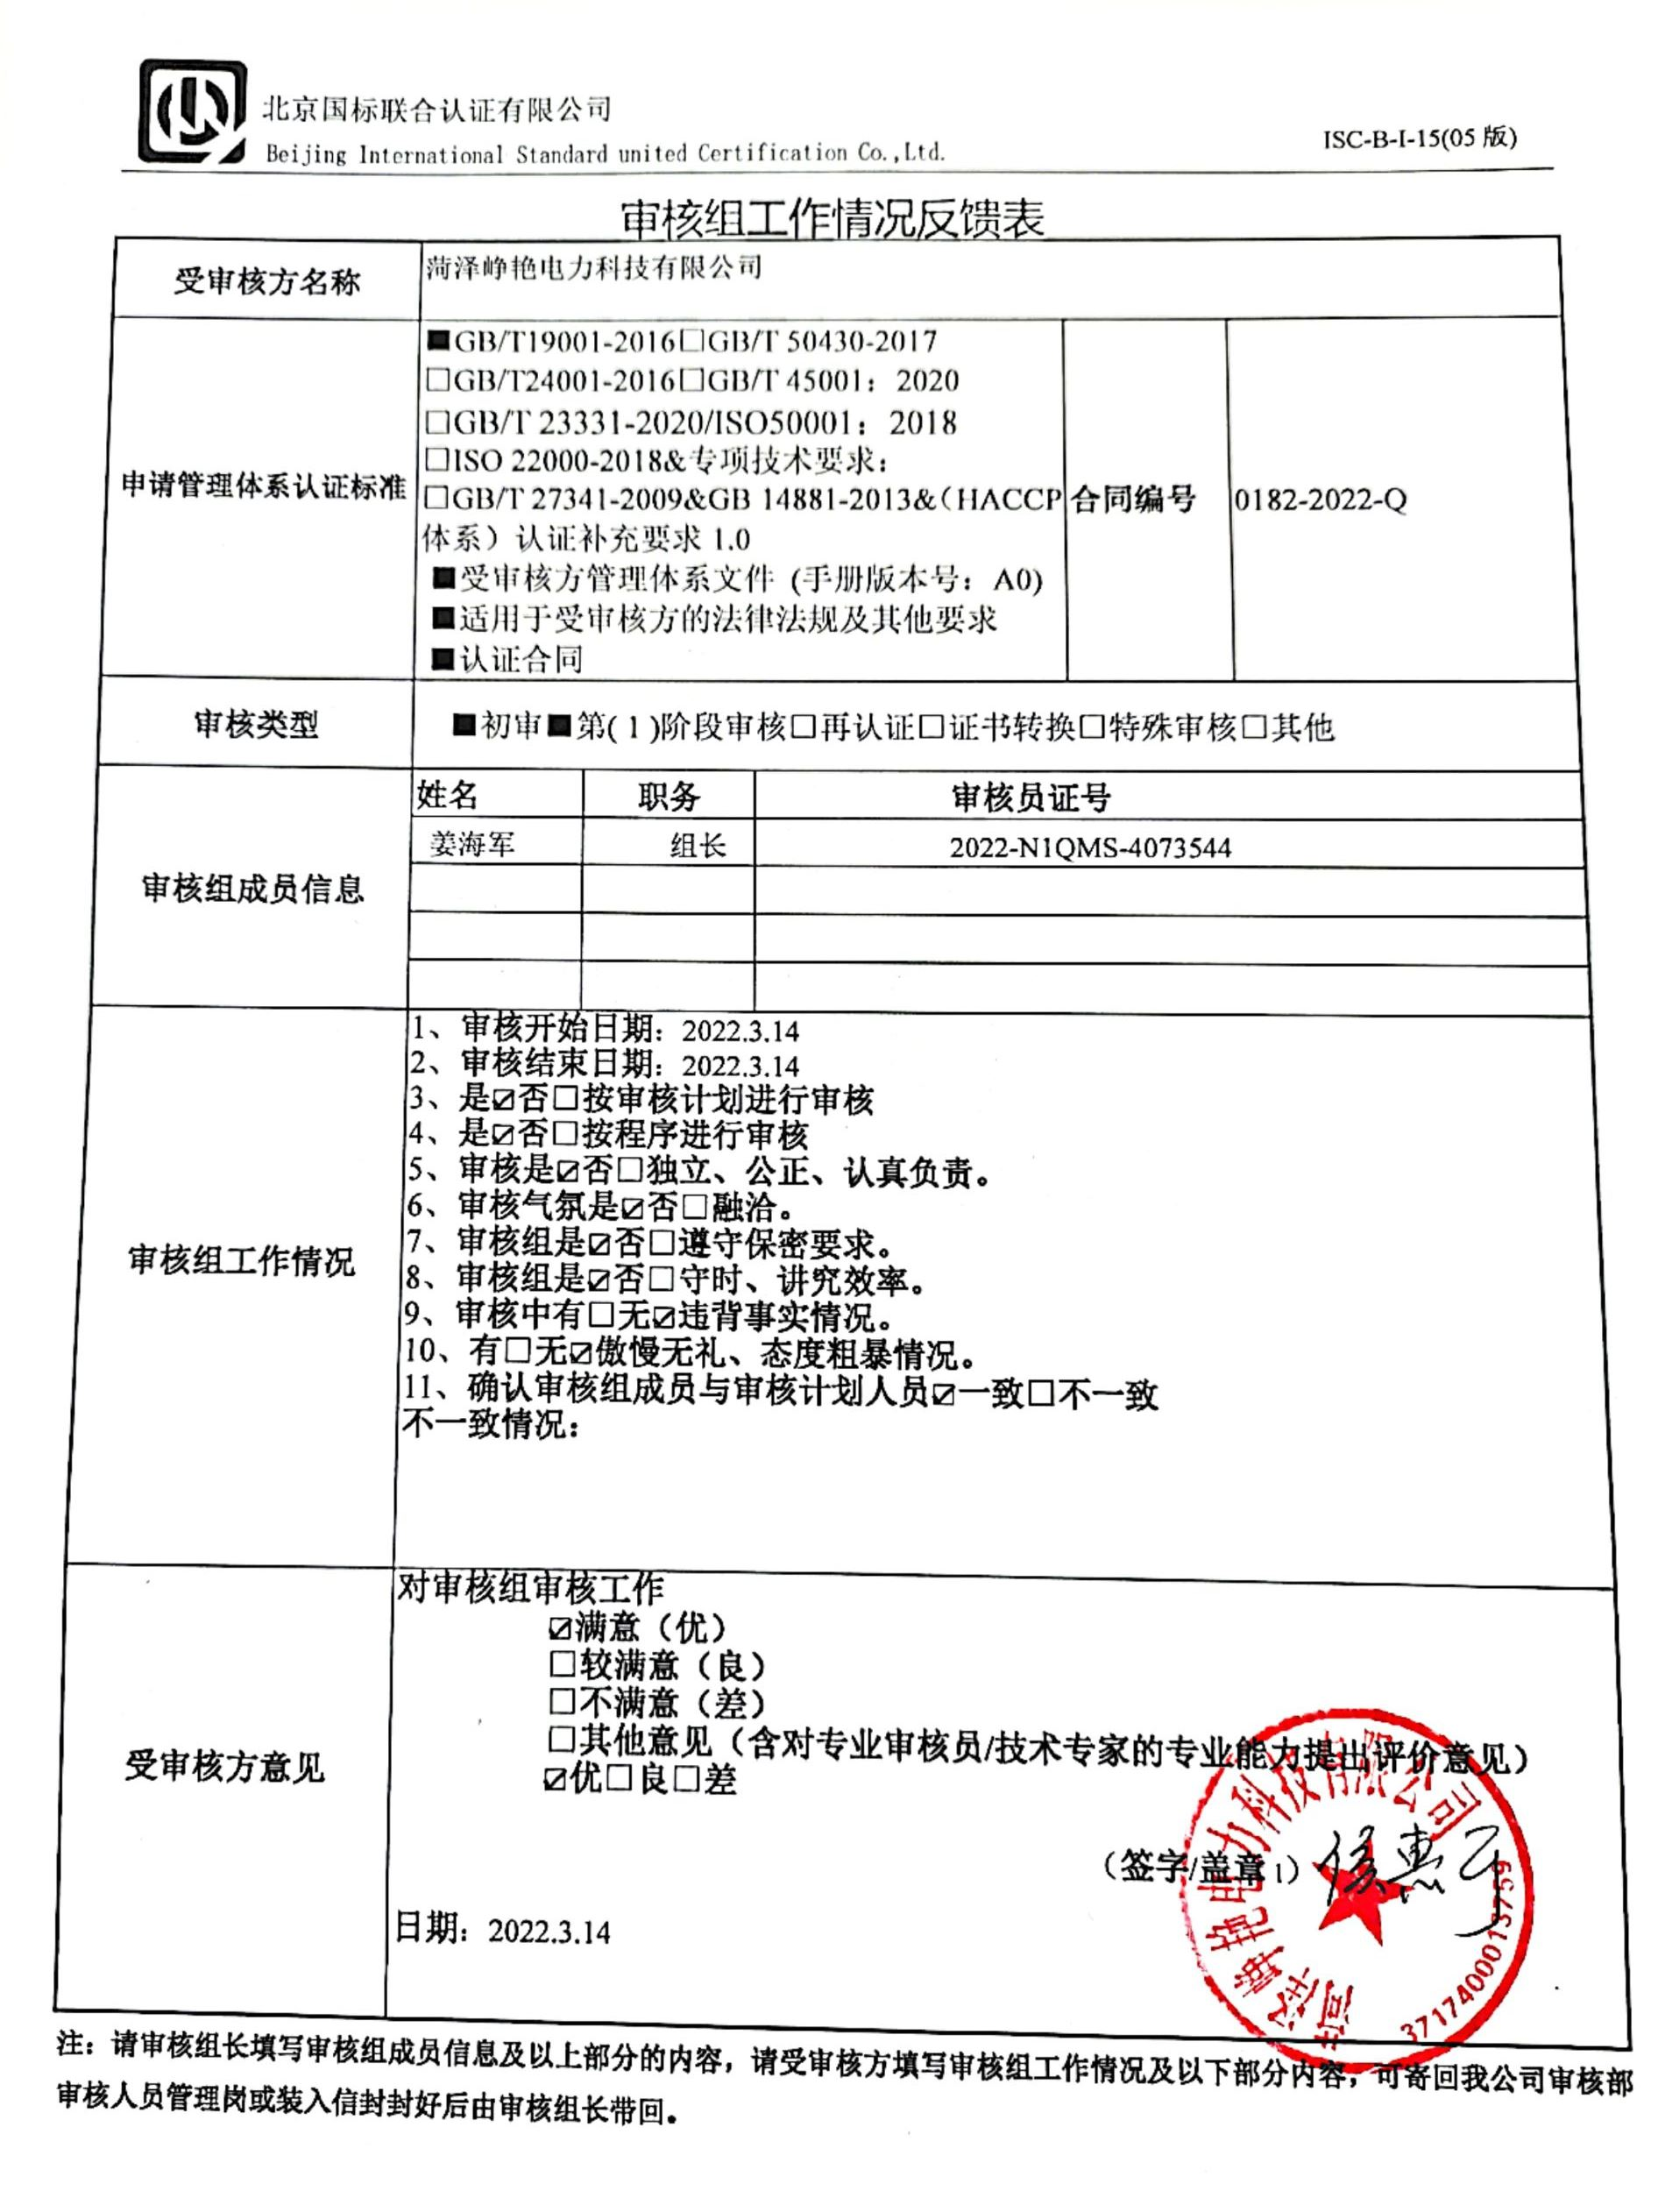 北京国标联合认证有限公司
Beijing International Standard united Certification Co.,Ltd.
ISC-B-I-15(05 版)
审核组工作情况反馈表
受审核方名称
菏泽峥艳电力科技有限公司
申请管理体系认证标准
■GB/T19001-2016□GB/T 50430-2017
□GB/T24001-2016□GB/T 45001：2020
□GB/T 23331-2020/ISO50001：2018
□ISO 22000-2018&专项技术要求：
□GB/T 27341-2009&GB 14881-2013&（HACCP
体系）认证补充要求 1.0
■受审核方管理体系文件 (手册版本号：A0)
■适用于受审核方的法律法规及其他要求
■认证合同
合同编号
0182-2022-Q
审核类型
■初审■第( 1 )阶段审核□再认证□证书转换□特殊审核□其他
审核组成员信息
姓名 职务 审核员证号
姜海军 组长 2022-N1QMS-4073544
审核组工作情况
1、审核开始日期：2022.3.14
2、审核结束日期：2022.3.14
3、是☑否□按审核计划进行审核
4、是☑否□按程序进行审核
5、审核是☑否□独立、公正、认真负责。
6、审核气氛是☑否□融洽。
7、审核组是☑否□遵守保密要求。
8、审核组是☑否□守时、讲究效率。
9、审核中有□无☑违背事实情况。
10、有□无☑傲慢无礼、态度粗暴情况。
11、确认审核组成员与审核计划人员☑一致□不一致
不一致情况：
受审核方意见
对审核组审核工作
☑满意（优）
□较满意（良）
□不满意（差）
□其他意见（含对专业审核员/技术专家的专业能力提出评价意见）
☑优□良□差
（签字/盖章）
日期：2022.3.14
菏泽峥艳电力科技有限公司
3717400013759
注：请审核组长填写审核组成员信息及以上部分的内容，请受审核方填写审核组工作情况及以下部分内容，可寄回我公司审核部
审核人员管理岗或装入信封封好后由审核组长带回。